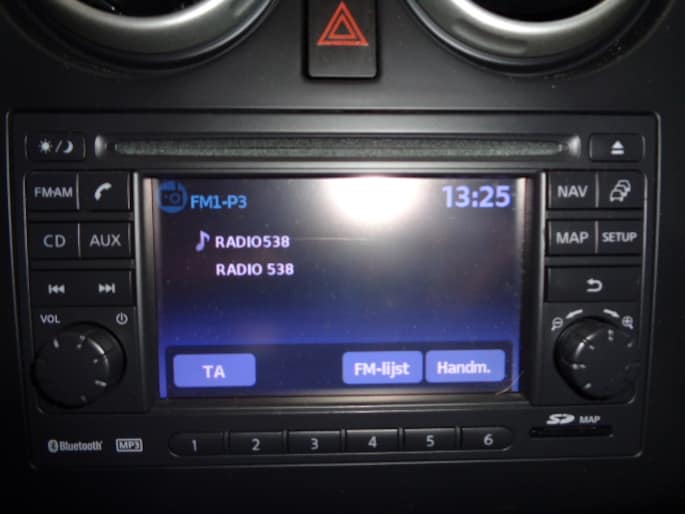 FM·AM
CD AUX
VOL
FM1-P3 13:25
RADIO538
RADIO 538
TA FM-lijst Handm.
NAV
MAP SETUP
SD MAP
Bluetooth MP3
1 2 3 4 5 6